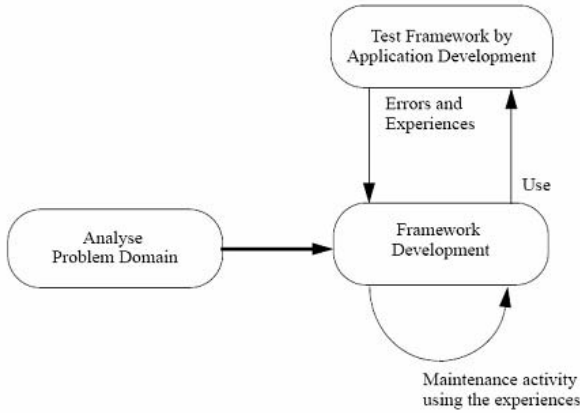 Test Framework by
Application Development
Errors and
Experiences
Use
Analyse
Problem Domain
Framework
Development
Maintenance activity
using the experiences